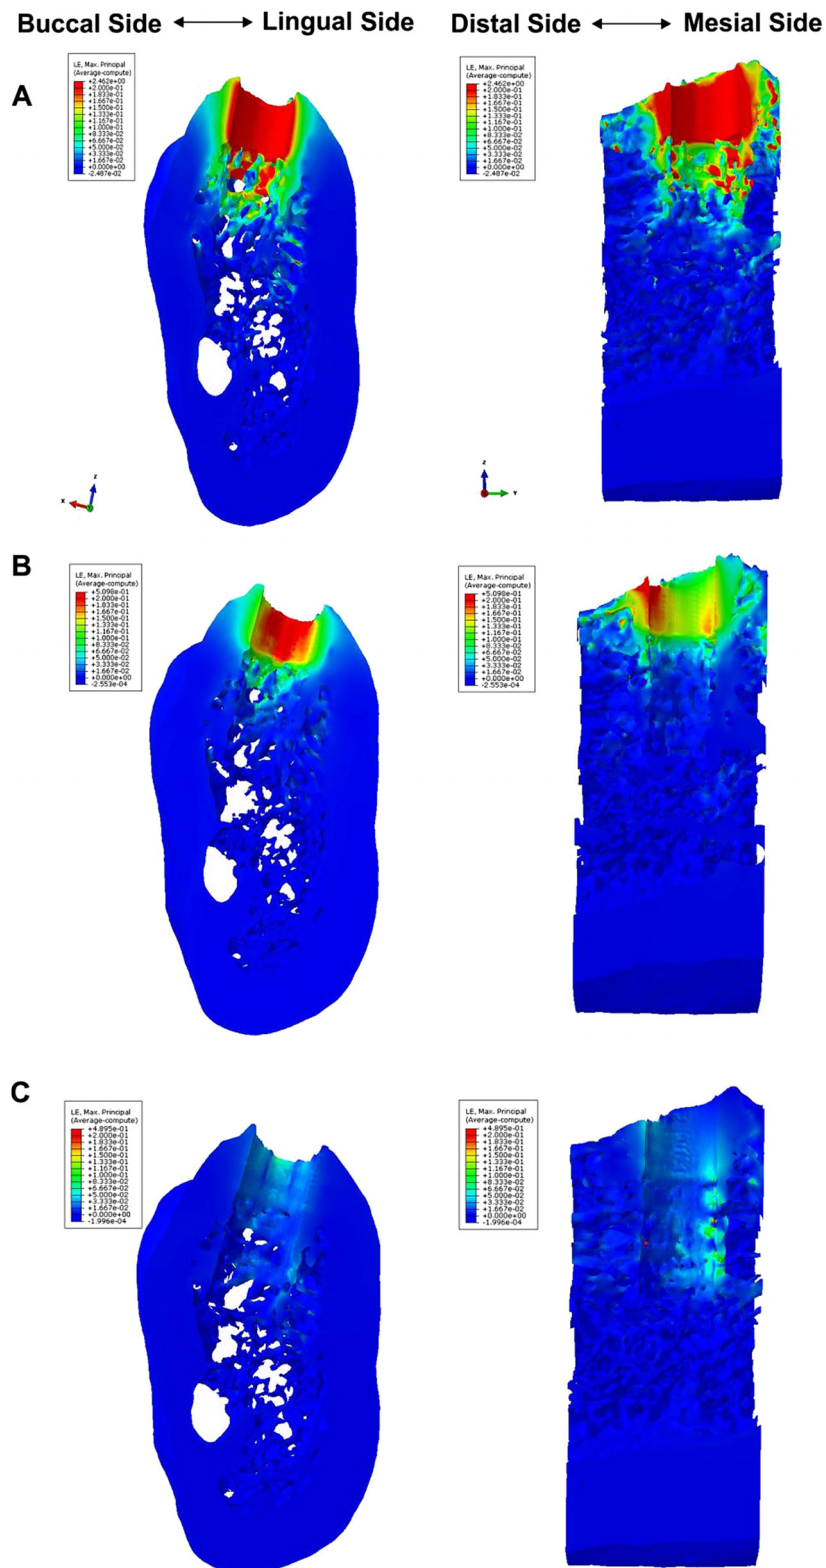 Buccal Side Lingual Side Distal Side Mesial Side
A
LE, Max. Principal
(Average-compute)
+2.462e+00
+2.000e-01
+1.833e-01
+1.667e-01
+1.500e-01
+1.333e-01
+1.167e-01
+1.000e-01
+8.333e-02
+6.667e-02
+5.000e-02
+3.333e-02
+1.667e-02
+0.000e+00
-2.487e-02
LE, Max. Principal
(Average-compute)
+2.462e+00
+2.000e-01
+1.833e-01
+1.667e-01
+1.500e-01
+1.333e-01
+1.167e-01
+1.000e-01
+8.333e-02
+6.667e-02
+5.000e-02
+3.333e-02
+1.667e-02
+0.000e+00
-2.487e-02
Z
X
Y
Z
Y
B
LE, Max. Principal
(Average-compute)
+5.098e-01
+2.000e-01
+1.833e-01
+1.667e-01
+1.500e-01
+1.333e-01
+1.167e-01
+1.000e-01
+8.333e-02
+6.667e-02
+5.000e-02
+3.333e-02
+1.667e-02
+0.000e+00
-2.553e-04
LE, Max. Principal
(Average-compute)
+5.098e-01
+2.000e-01
+1.833e-01
+1.667e-01
+1.500e-01
+1.333e-01
+1.167e-01
+1.000e-01
+8.333e-02
+6.667e-02
+5.000e-02
+3.333e-02
+1.667e-02
+0.000e+00
-2.553e-04
C
LE, Max. Principal
(Average-compute)
+4.895e-01
+2.000e-01
+1.833e-01
+1.667e-01
+1.500e-01
+1.333e-01
+1.167e-01
+1.000e-01
+8.333e-02
+6.667e-02
+5.000e-02
+3.333e-02
+1.667e-02
+0.000e+00
-1.996e-04
LE, Max. Principal
(Average-compute)
+4.895e-01
+2.000e-01
+1.833e-01
+1.667e-01
+1.500e-01
+1.333e-01
+1.167e-01
+1.000e-01
+8.333e-02
+6.667e-02
+5.000e-02
+3.333e-02
+1.667e-02
+0.000e+00
-1.996e-04